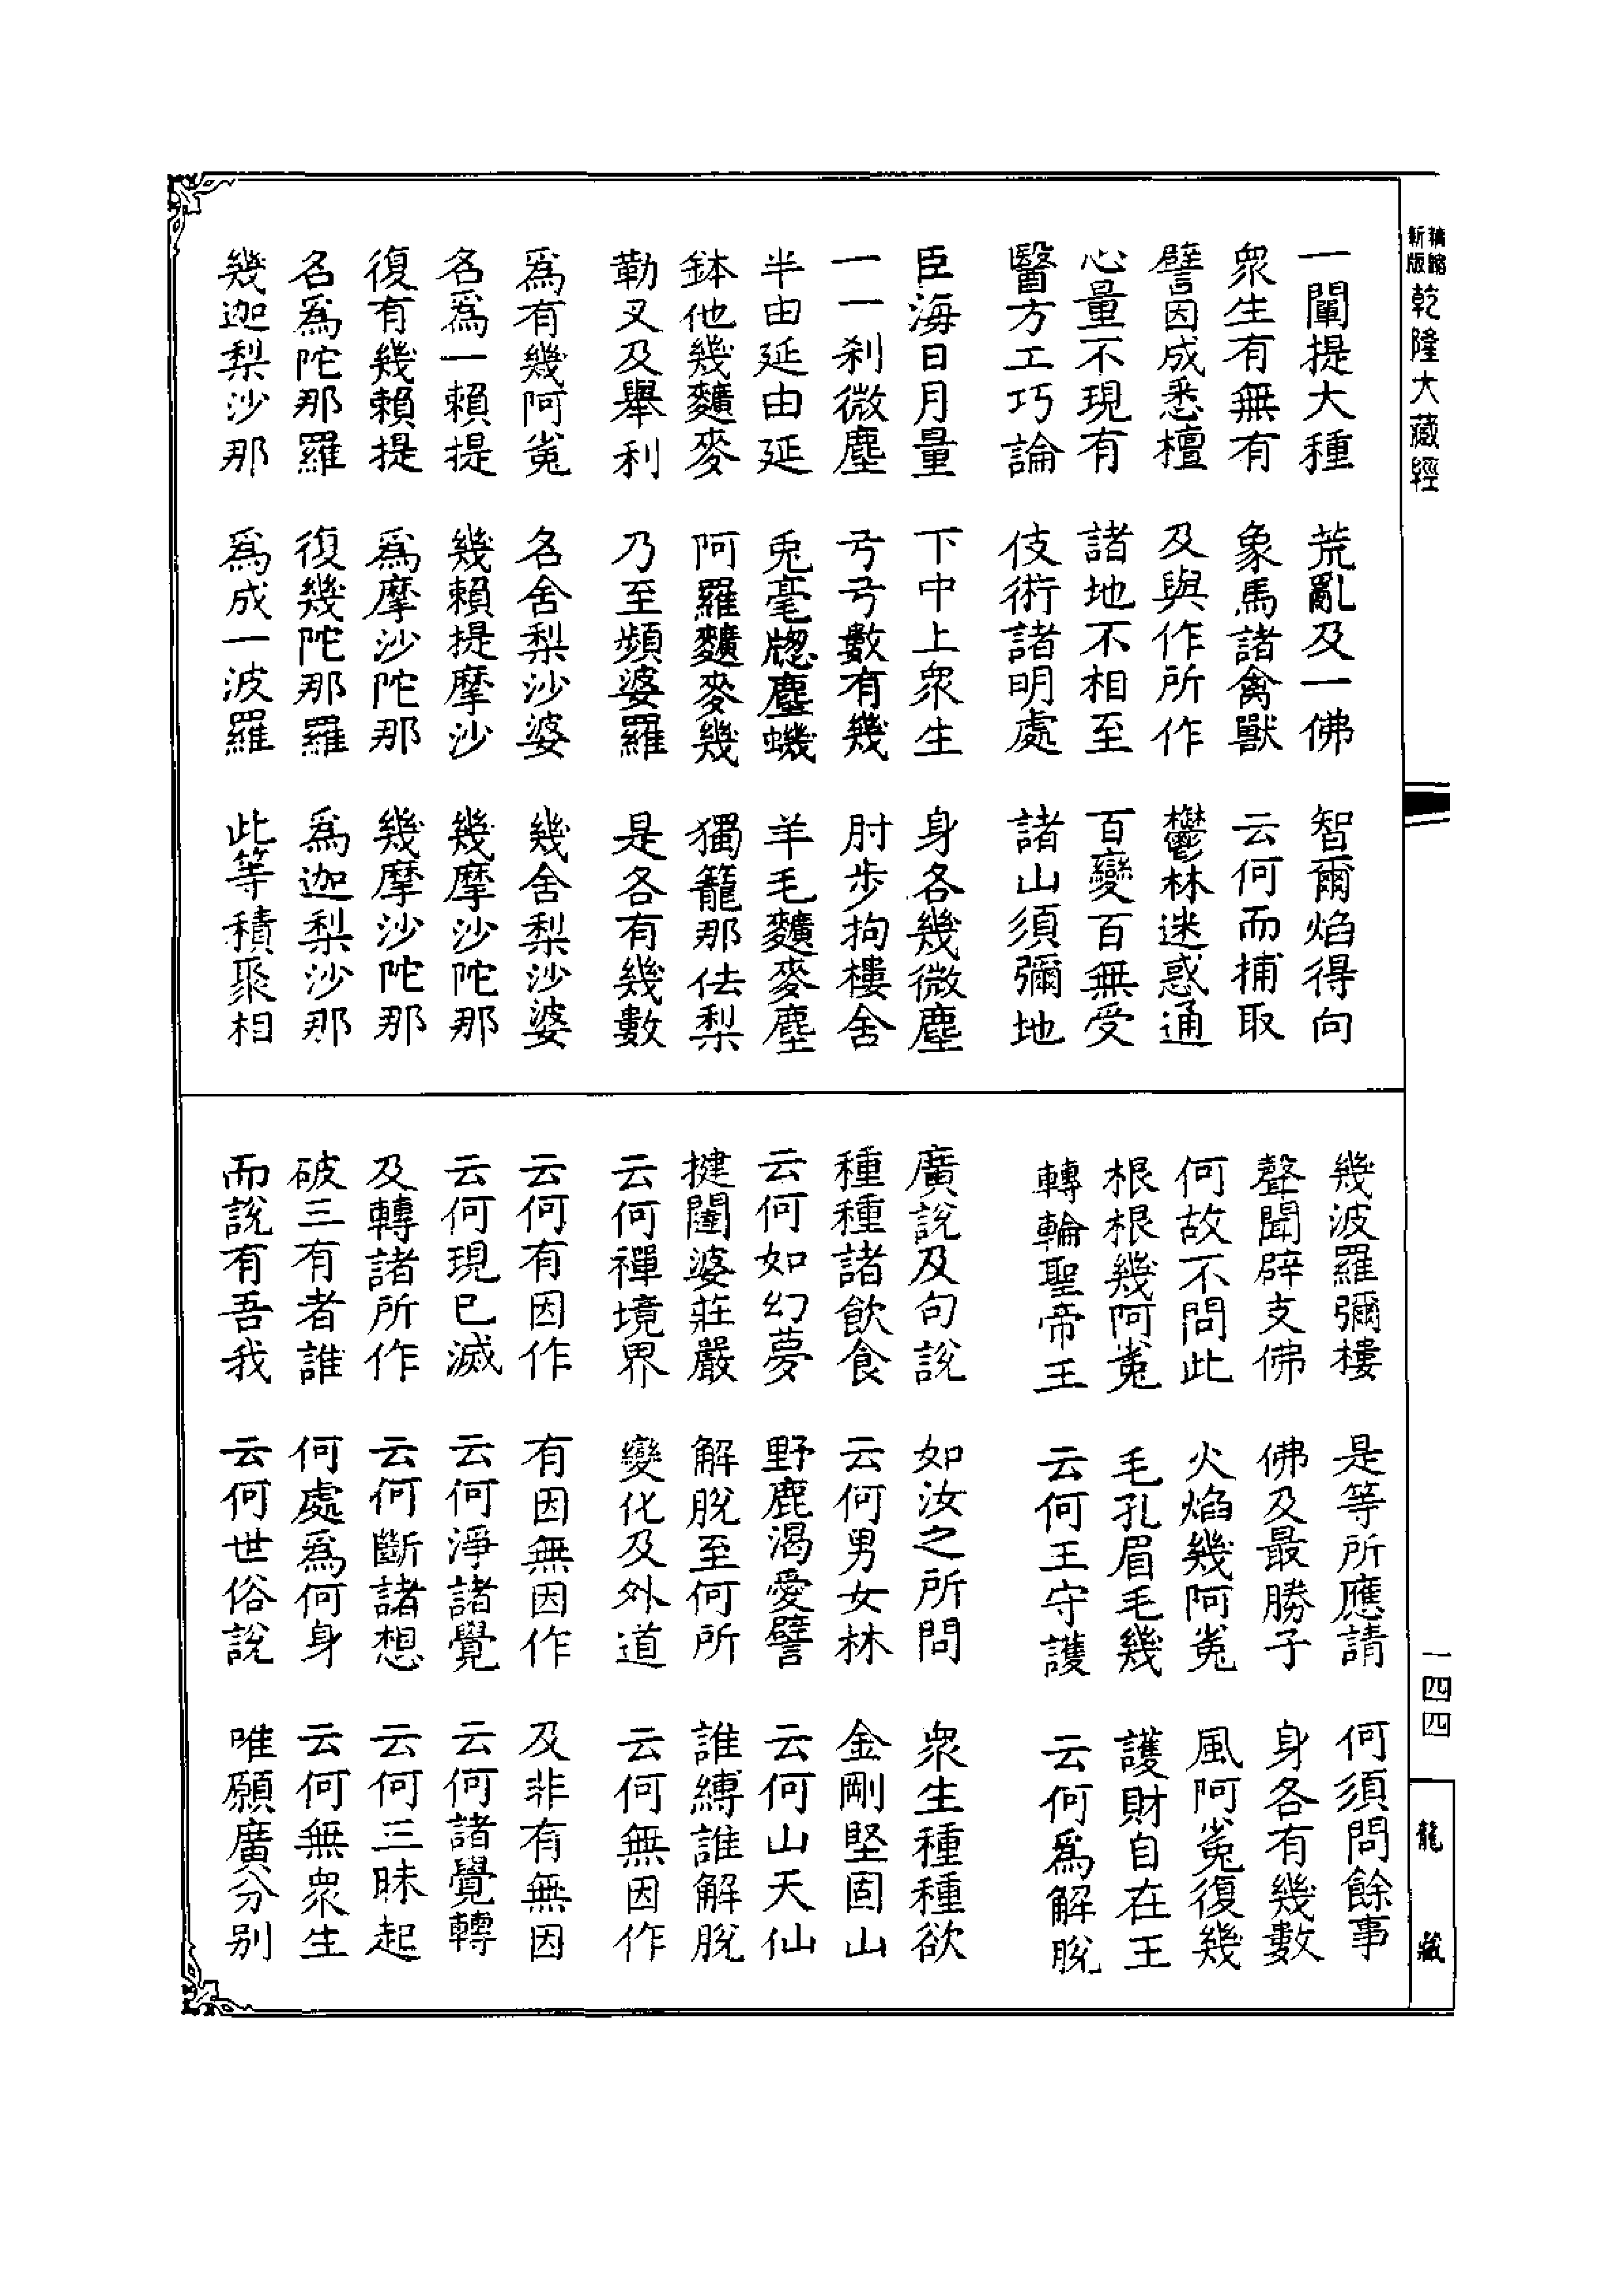 新版精縮乾隆大藏經
一闡提大種　荒亂及一佛　智爾焰得向
衆生有無有　象馬諸禽獸　云何而捕取
譬因成悉檀　及與作所作　鬱林迷惑通
心量不現有　諸地不相至　百變百無受
醫方工巧論　伎術諸明處　諸山須彌地
臣海日月量　下中上衆生　身各幾微塵
一一刹微塵　弓弓數有幾　肘步拘樓舍
半由延由延　兎毫窻塵蟣　羊毛䵃麥塵
鉢他幾䵃麥　阿羅䵃麥幾　獨籠那佉梨
勒叉及舉利　乃至頻婆羅　是各有幾數
爲有幾阿㝹　名舍梨沙婆　幾舍梨沙婆
名爲一賴提　幾賴提摩沙　幾摩沙陀那
復有幾賴提　爲摩沙陀那　幾摩沙陀那
名爲陀那羅　復幾陀那羅　爲迦梨沙那
幾迦梨沙那　爲成一波羅　此等積聚相
幾波羅彌樓　是等所應請　何須問餘事
聲聞辟支佛　佛及最勝子　身各有幾數
何故不問此　火焰幾阿㝹　風阿㝹復幾
根根幾阿㝹　毛孔眉毛幾　護財自在王
轉輪聖帝王　云何王守護　云何爲解脫
廣說及句說　如汝之所問　衆生種種欲
種種諸飲食　云何男女林　金剛堅固山
云何如幻夢　野鹿渴愛譬　云何山天仙
揵闥婆莊嚴　解脫至何所　誰縛誰解脫
云何禪境界　變化及外道　云何無因作
云何有因作　有因無因作　及非有無因
云何現已滅　云何淨諸覺　云何諸覺轉
及轉諸所作　云何斷諸想　云何三昧起
破三有者誰　何處爲何身　云何無衆生
而說有吾我　云何世俗說　唯願廣分别
一四四
龍藏